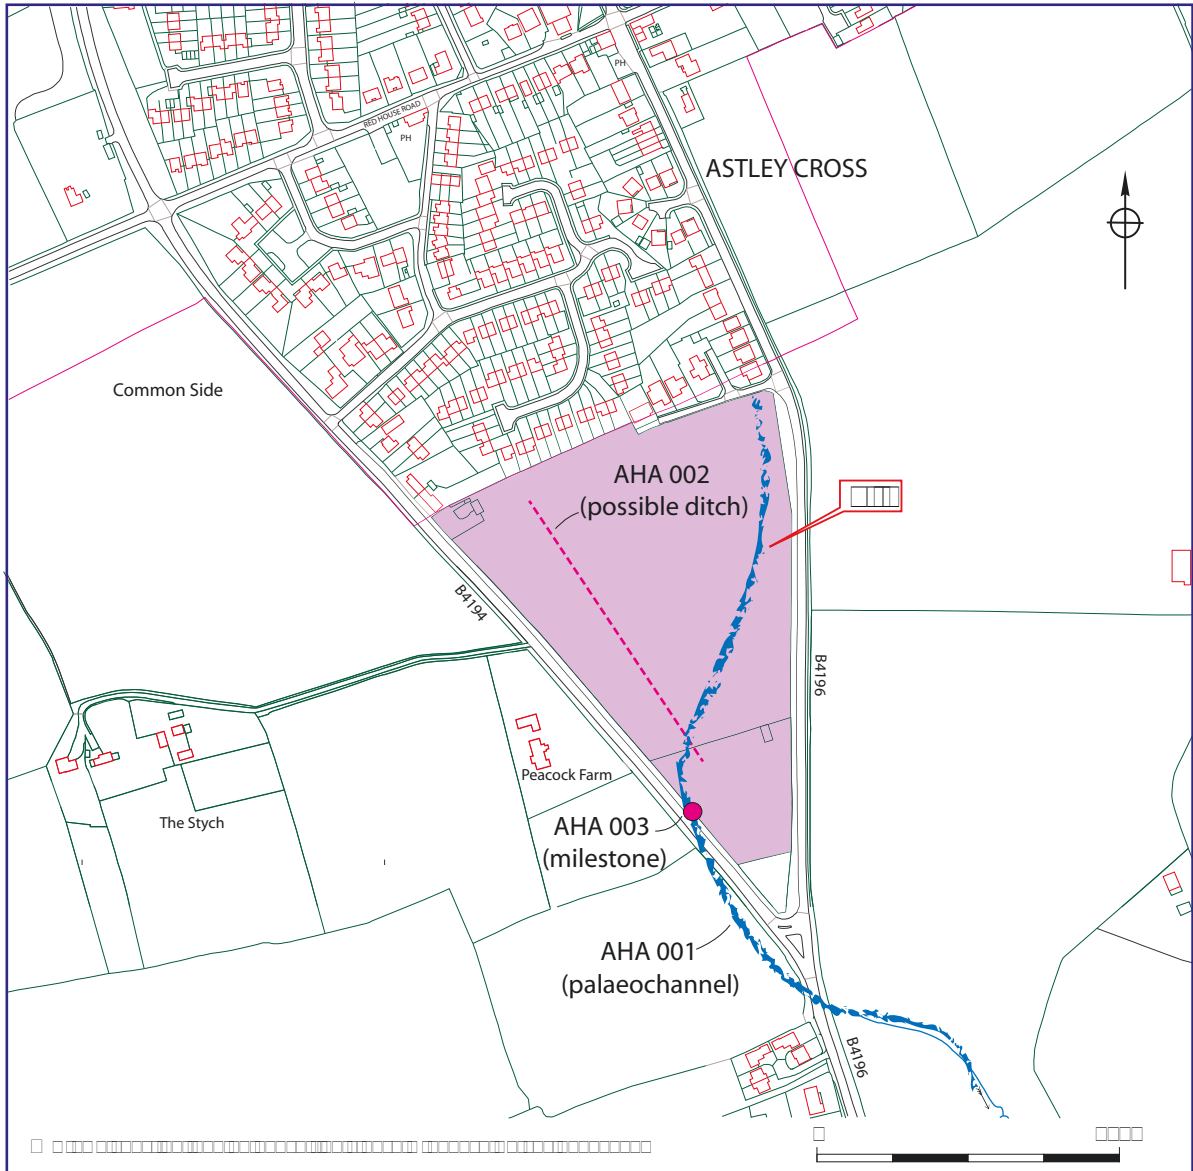 PH
RED HOUSE ROAD
PH
ASTLEY CROSS
Common Side
AHA 002
(possible ditch)
B4194
B4196
Peacock Farm
The Stych
AHA 003
(milestone)
AHA 001
(palaeochannel)
B4196